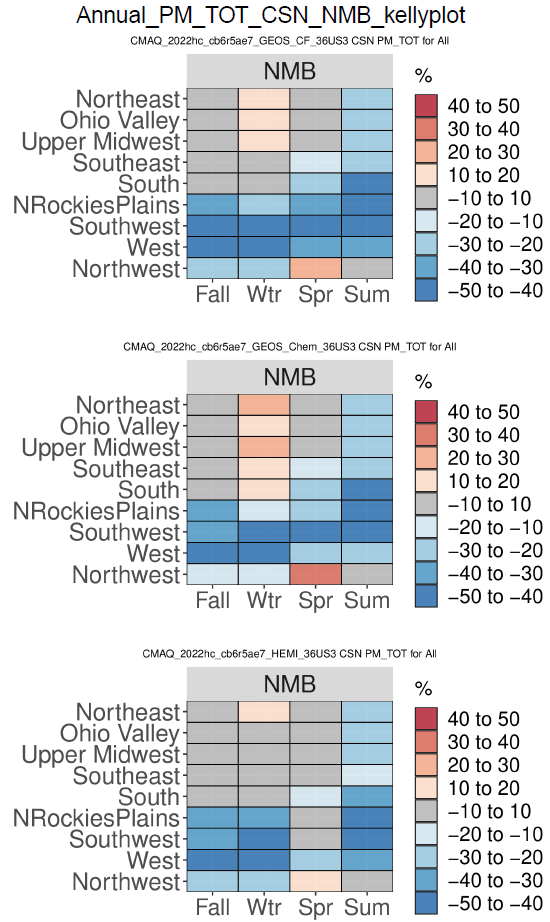 Annual_PM_TOT_CSN_NMB_kellyplot
CMAQ_2022hc_cb6r5ae7_GEOS_CF_36US3 CSN PM_TOT for All
NMB
%
Northeast
Ohio Valley
Upper Midwest
Southeast
South
NRockiesPlains
Southwest
West
Northwest
Fall Wtr Spr Sum
40 to 50
30 to 40
20 to 30
10 to 20
−10 to 10
−20 to −10
−30 to −20
−40 to −30
−50 to −40
CMAQ_2022hc_cb6r5ae7_GEOS_Chem_36US3 CSN PM_TOT for All
NMB
%
Northeast
Ohio Valley
Upper Midwest
Southeast
South
NRockiesPlains
Southwest
West
Northwest
Fall Wtr Spr Sum
40 to 50
30 to 40
20 to 30
10 to 20
−10 to 10
−20 to −10
−30 to −20
−40 to −30
−50 to −40
CMAQ_2022hc_cb6r5ae7_HEMI_36US3 CSN PM_TOT for All
NMB
%
Northeast
Ohio Valley
Upper Midwest
Southeast
South
NRockiesPlains
Southwest
West
Northwest
Fall Wtr Spr Sum
40 to 50
30 to 40
20 to 30
10 to 20
−10 to 10
−20 to −10
−30 to −20
−40 to −30
−50 to −40